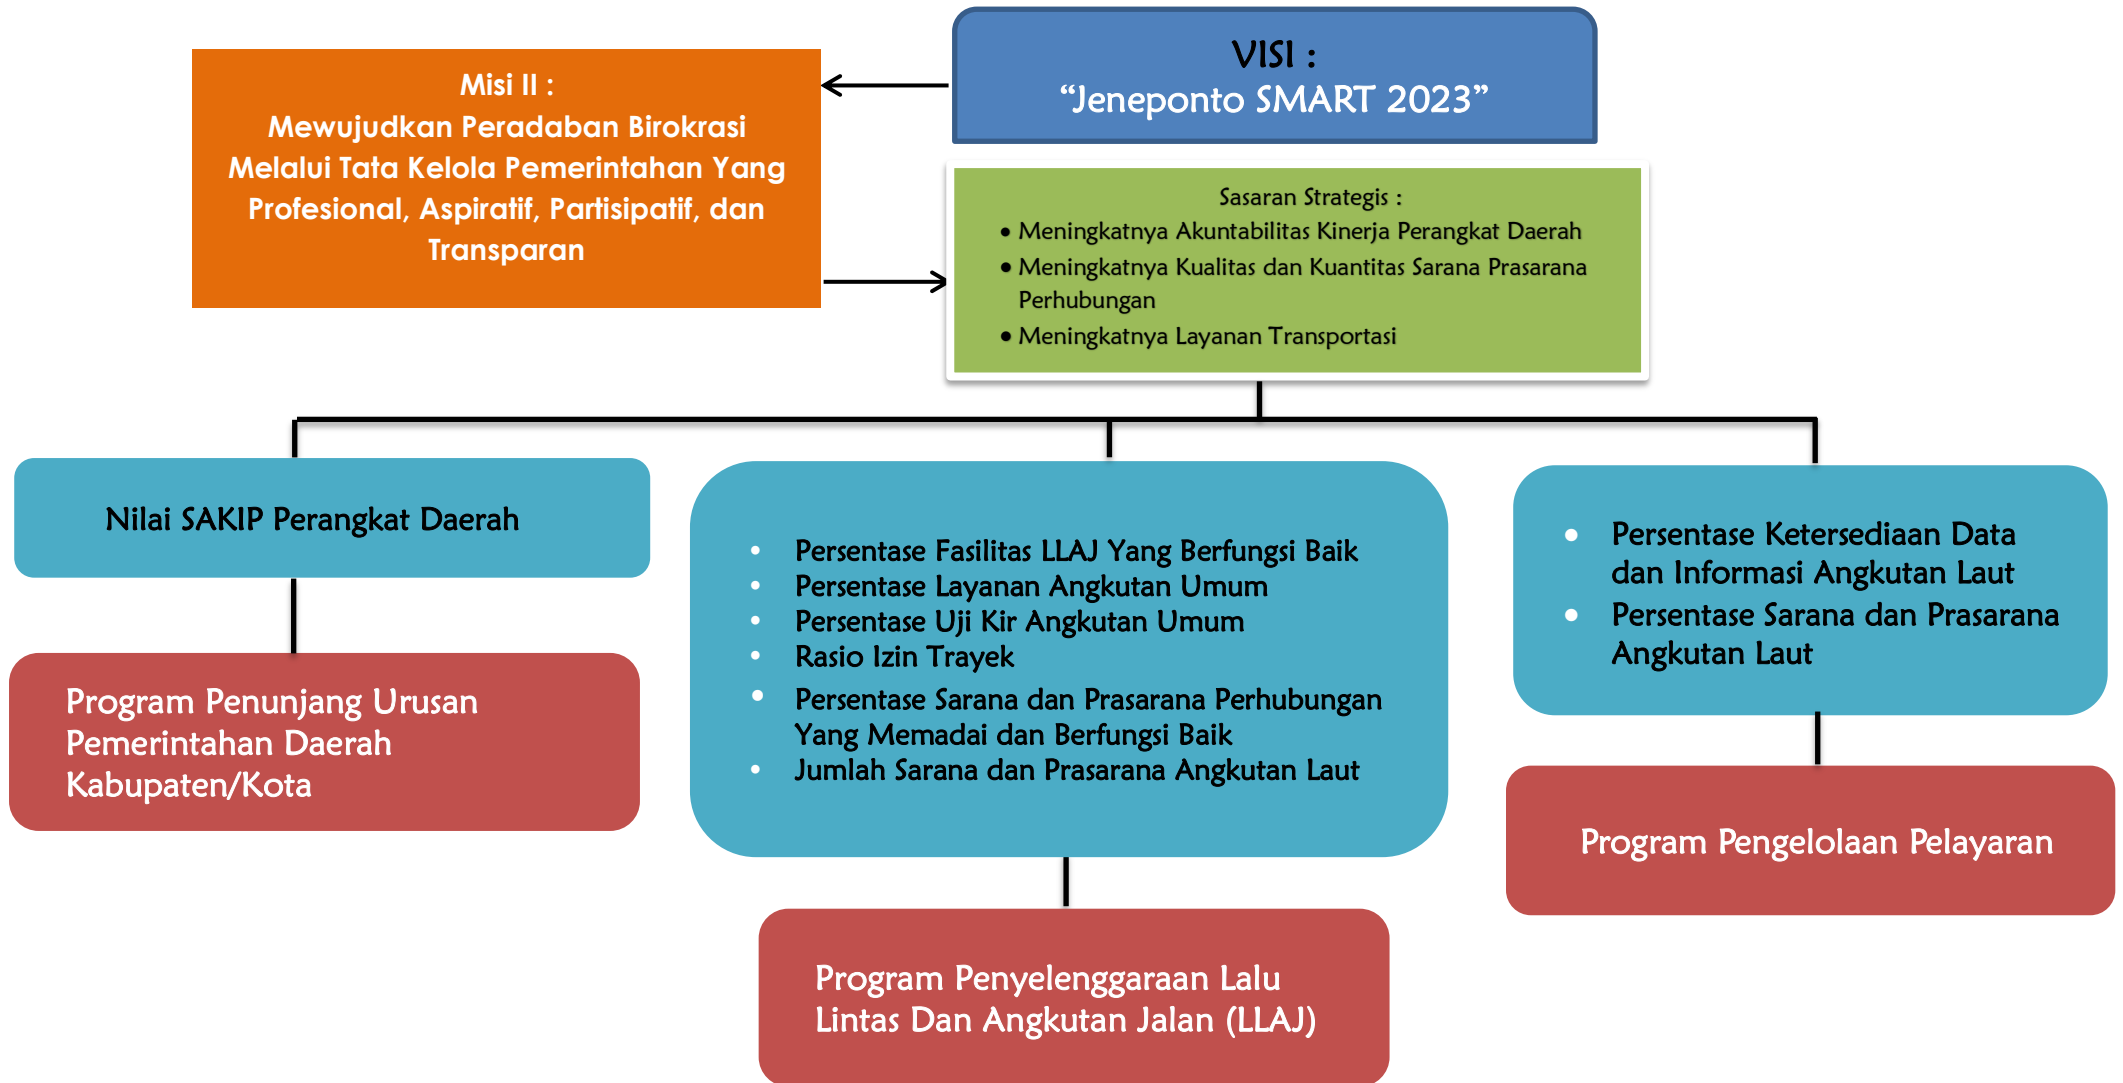 VISI :
“Jeneponto SMART 2023”
Misi II :
Mewujudkan Peradaban Birokrasi
Melalui Tata Kelola Pemerintahan Yang
Profesional, Aspiratif, Partisipatif, dan
Transparan
Sasaran Strategis :
• Meningkatnya Akuntabilitas Kinerja Perangkat Daerah
• Meningkatnya Kualitas dan Kuantitas Sarana Prasarana
Perhubungan
• Meningkatnya Layanan Transportasi
Nilai SAKIP Perangkat Daerah
Program Penunjang Urusan
Pemerintahan Daerah
Kabupaten/Kota
• Persentase Fasilitas LLAJ Yang Berfungsi Baik
• Persentase Layanan Angkutan Umum
• Persentase Uji Kir Angkutan Umum
• Rasio Izin Trayek
• Persentase Sarana dan Prasarana Perhubungan
Yang Memadai dan Berfungsi Baik
• Jumlah Sarana dan Prasarana Angkutan Laut
Program Penyelenggaraan Lalu
Lintas Dan Angkutan Jalan (LLAJ)
• Persentase Ketersediaan Data
dan Informasi Angkutan Laut
• Persentase Sarana dan Prasarana
Angkutan Laut
Program Pengelolaan Pelayaran